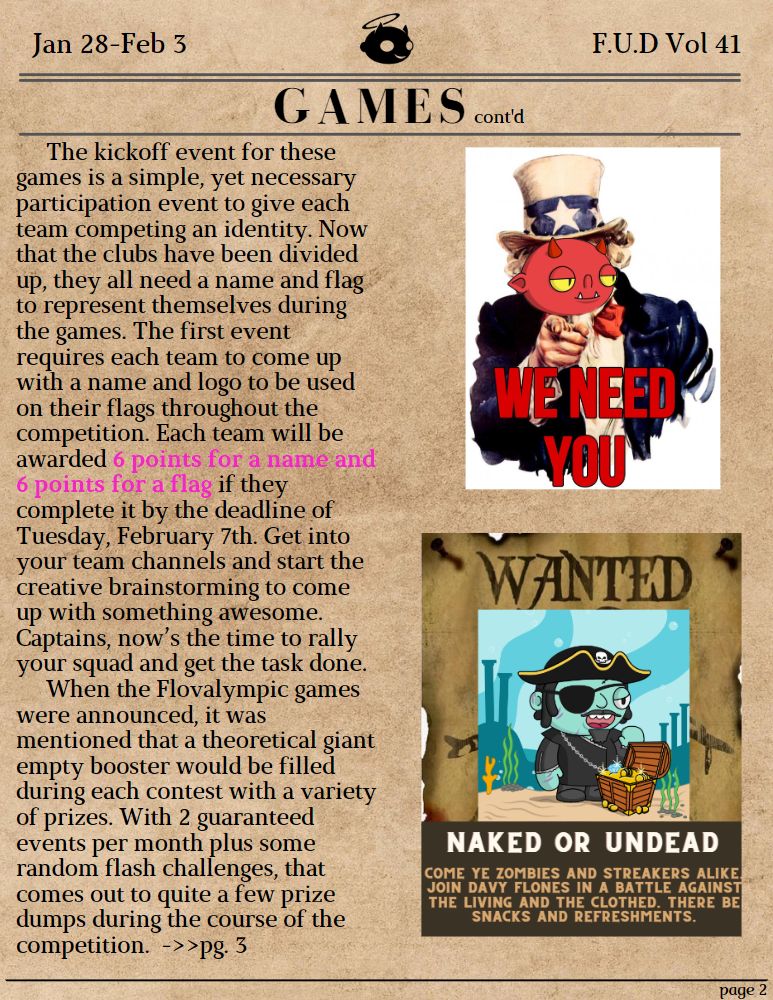 Jan 28-Feb 3
F.U.D Vol 41
GAMES cont'd
The kickoff event for these
games is a simple, yet necessary
participation event to give each
team competing an identity. Now
that the clubs have been divided
up, they all need a name and flag
to represent themselves during
the games. The first event
requires each team to come up
with a name and logo to be used
on their flags throughout the
competition. Each team will be
awarded 6 points for a name and
6 points for a flag if they
complete it by the deadline of
Tuesday, February 7th. Get into
your team channels and start the
creative brainstorming to come
up with something awesome.
Captains, now's the time to rally
your squad and get the task done.
When the Flovalympic games
were announced, it was
mentioned that a theoretical giant
empty booster would be filled
during each contest with a variety
of prizes. With 2 guaranteed
events per month plus some
random flash challenges, that
comes out to quite a few prize
dumps during the course of the
competition. ->>pg. 3
WE NEED
YOU
WANTED
NAKED OR UNDEAD
COME YE ZOMBIES AND STREAKERS ALIKE.
JOIN DAVY FLONES IN A BATTLE AGAINST
THE LIVING AND THE CLOTHED. THERE BE
SNACKS AND REFRESHMENTS.
page 2